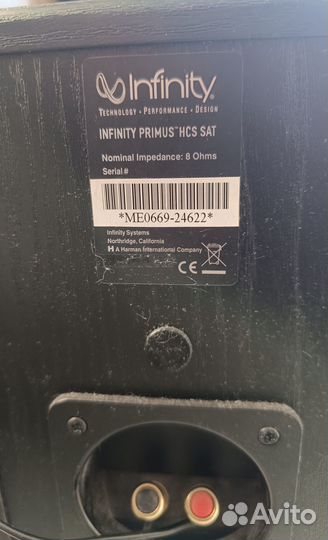 Infinity
TECHNOLOGY • PERFORMANCE • DESIGN
INFINITY PRIMUS™ HCS SAT
Nominal Impedance: 8 Ohms
Serial #
*ME0669-24622*
Infinity Systems
Northridge, California
H A Harman International Company
CE
Avito